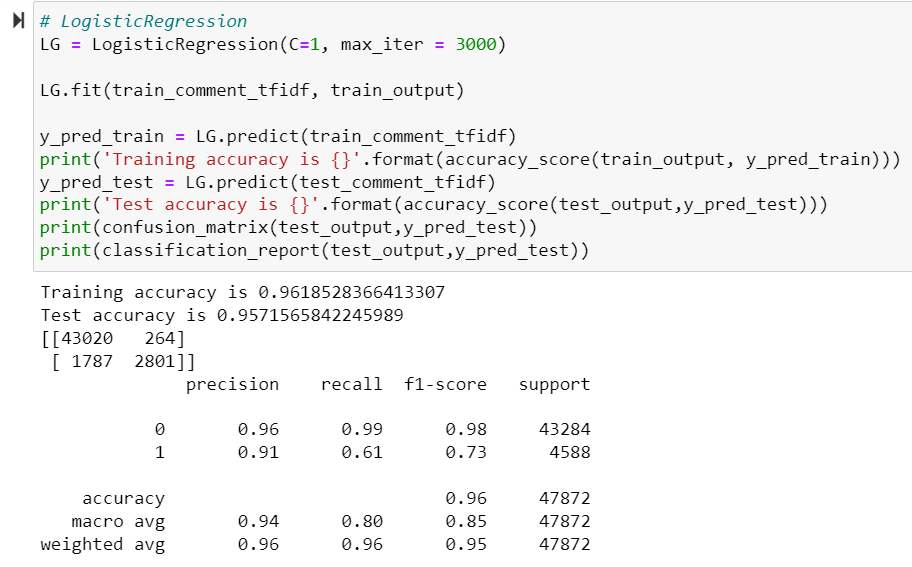 # LogisticRegression
LG = LogisticRegression(C=1, max_iter = 3000)
LG.fit(train_comment_tfidf, train_output)
y_pred_train = LG.predict(train_comment_tfidf)
print('Training accuracy is {}'.format(accuracy_score(train_output, y_pred_train)))
y_pred_test = LG.predict(test_comment_tfidf)
print('Test accuracy is {}'.format(accuracy_score(test_output,y_pred_test)))
print(confusion_matrix(test_output,y_pred_test))
print(classification_report(test_output,y_pred_test))
Training accuracy is 0.9618528366413307
Test accuracy is 0.9571565842245989
[[43020   264]
 [ 1787  2801]]
              precision    recall  f1-score   support
           0       0.96      0.99      0.98     43284
           1       0.91      0.61      0.73      4588
    accuracy                           0.96     47872
   macro avg       0.94      0.80      0.85     47872
weighted avg       0.96      0.96      0.95     47872